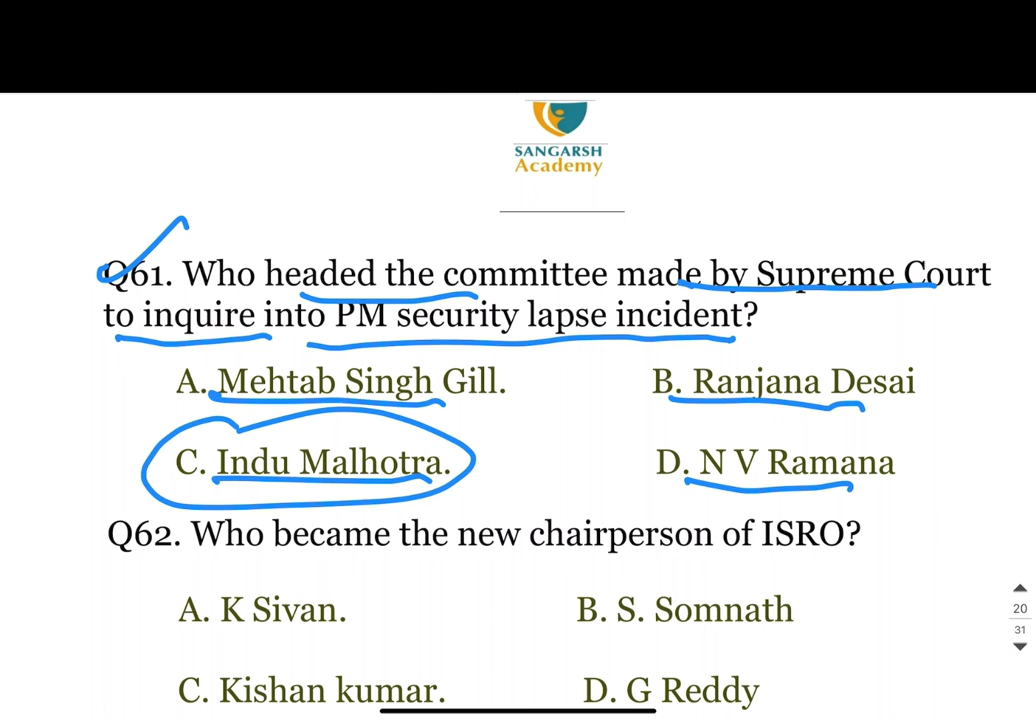 SANGARSH
Academy
Q61. Who headed the committee made by Supreme Court
to inquire into PM security lapse incident?
A. Mehtab Singh Gill.
B. Ranjana Desai
C. Indu Malhotra.
D. N V Ramana
Q62. Who became the new chairperson of ISRO?
A. K Sivan.
B. S. Somnath
20
31
C. Kishan kumar.
D. G Reddy